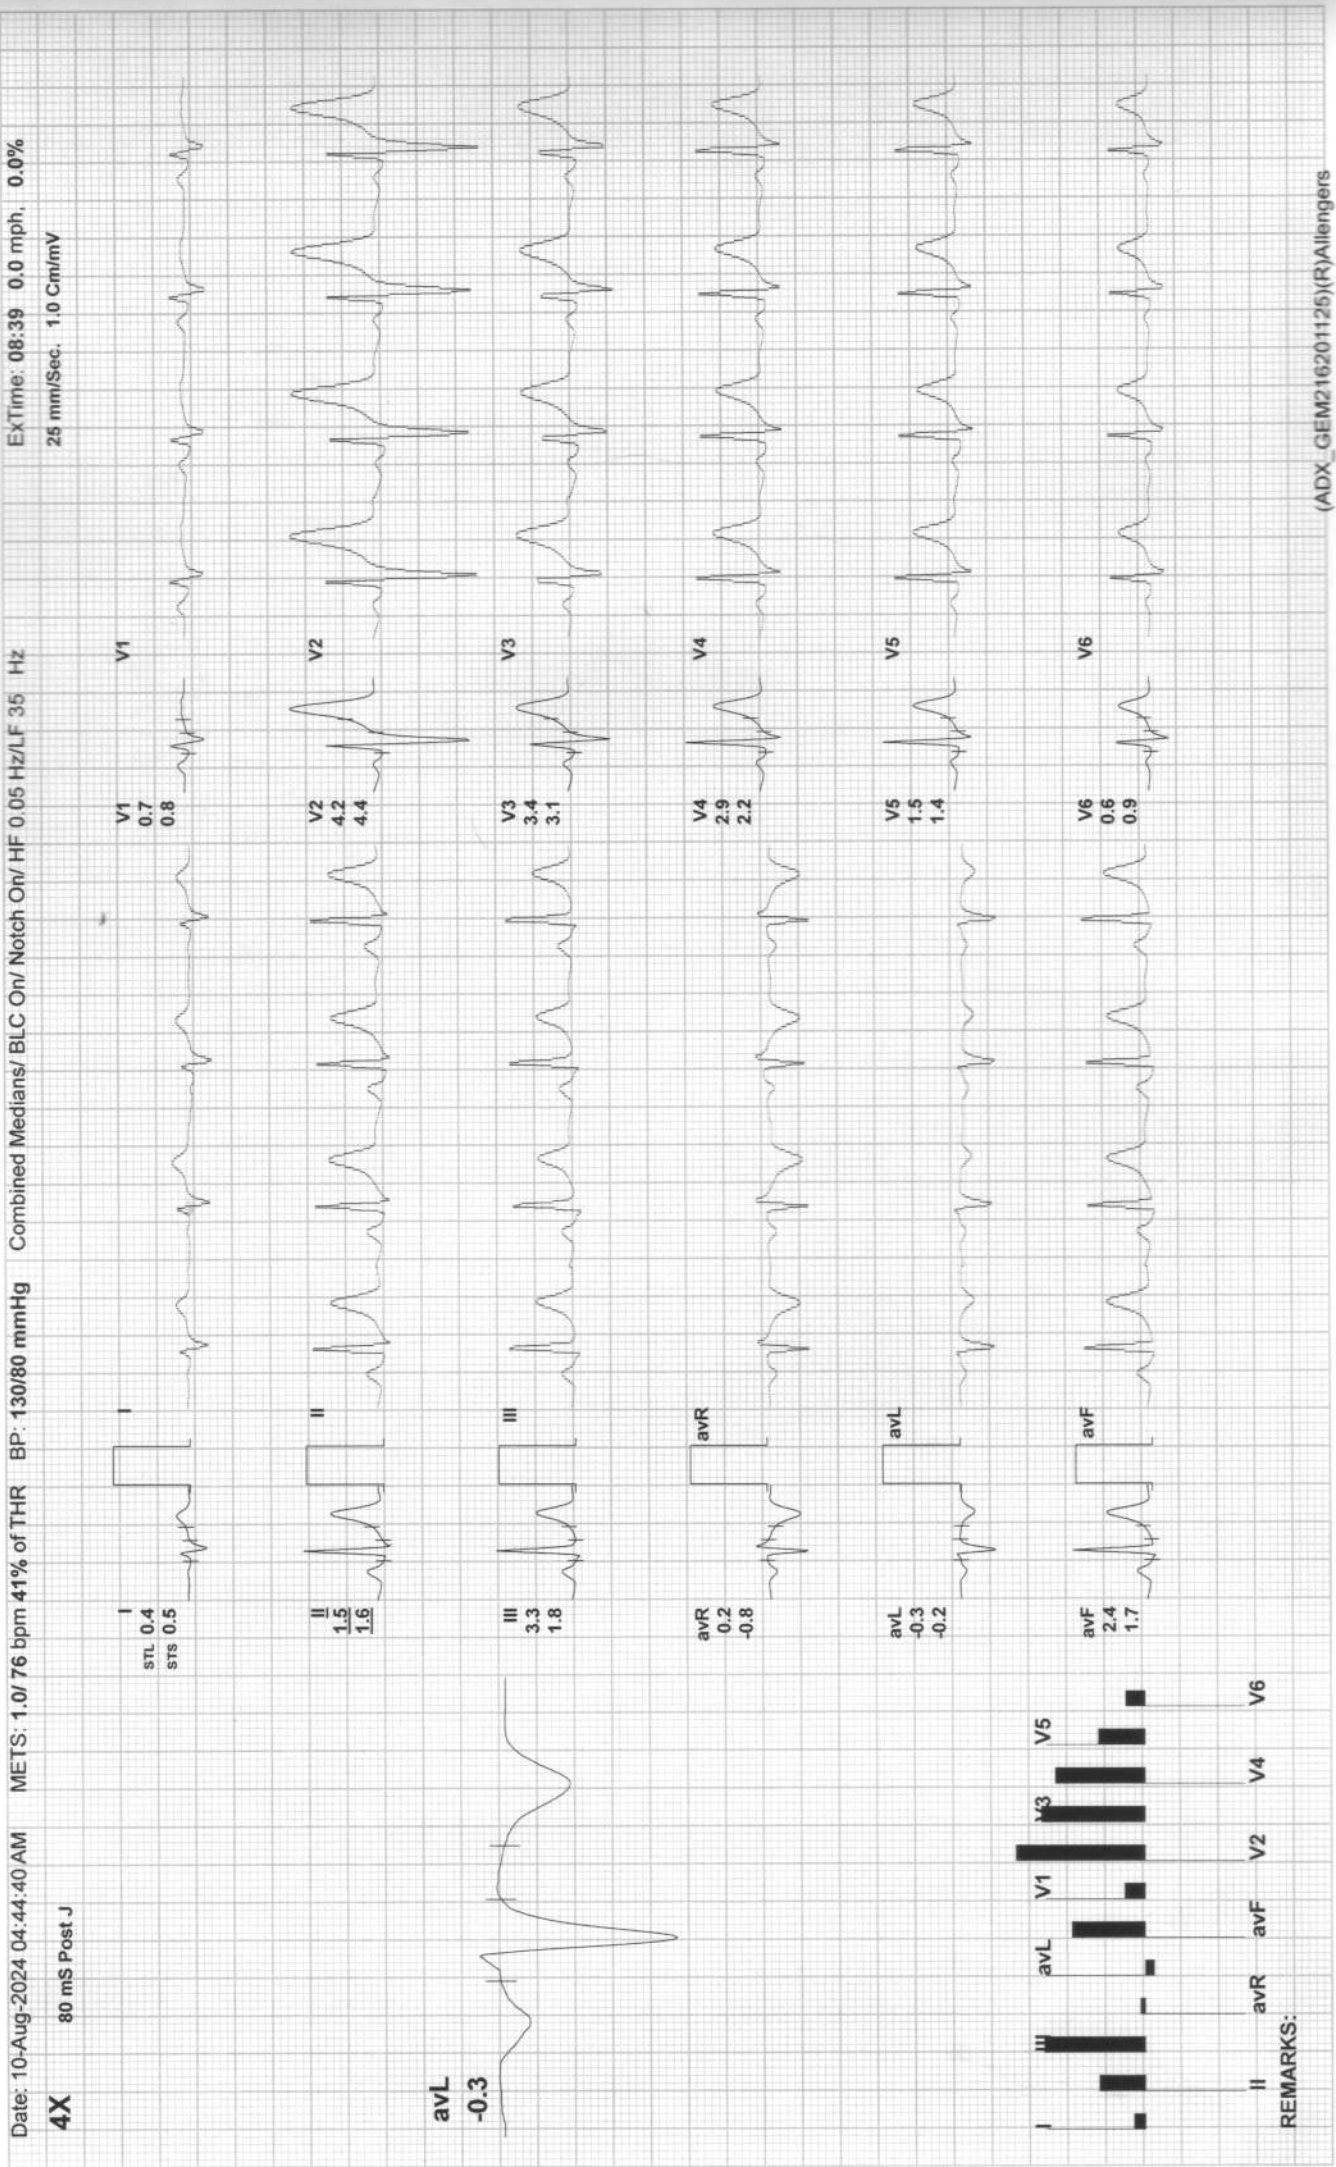 Date: 10-Aug-2024 04:44:40 AM METS: 1.0/ 76 bpm 41% of THR BP: 130/80 mmHg Combined Medians/ BLC On/ Notch On/ HF 0.05 Hz/LF 35 Hz ExTime: 08:39 0.0 mph, 0.0%
4X 80 mS Post J 25 mm/Sec. 1.0 Cm/mV
avL
-0.3
I
STL 0.4
STS 0.5
I
V1
0.7
0.8
V1
II
1.5
1.6
II
V2
4.2
4.4
V2
III
3.3
1.8
III
V3
3.4
3.1
V3
avR
0.2
-0.8
avR
V4
2.9
2.2
V4
avL
-0.3
-0.2
avL
V5
1.5
1.4
V5
avF
2.4
1.7
avF
V6
0.6
0.9
V6
I III avL V1 V3 V5
II avR avF V2 V4 V6
REMARKS:
(ADX_GEM216201125)(R)Allengers